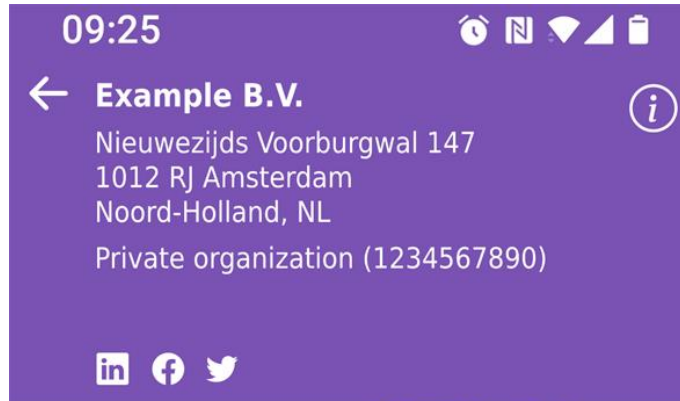 09:25
Example B.V.
Nieuwezijds Voorburgwal 147
1012 RJ Amsterdam
Noord-Holland, NL
Private organization (1234567890)